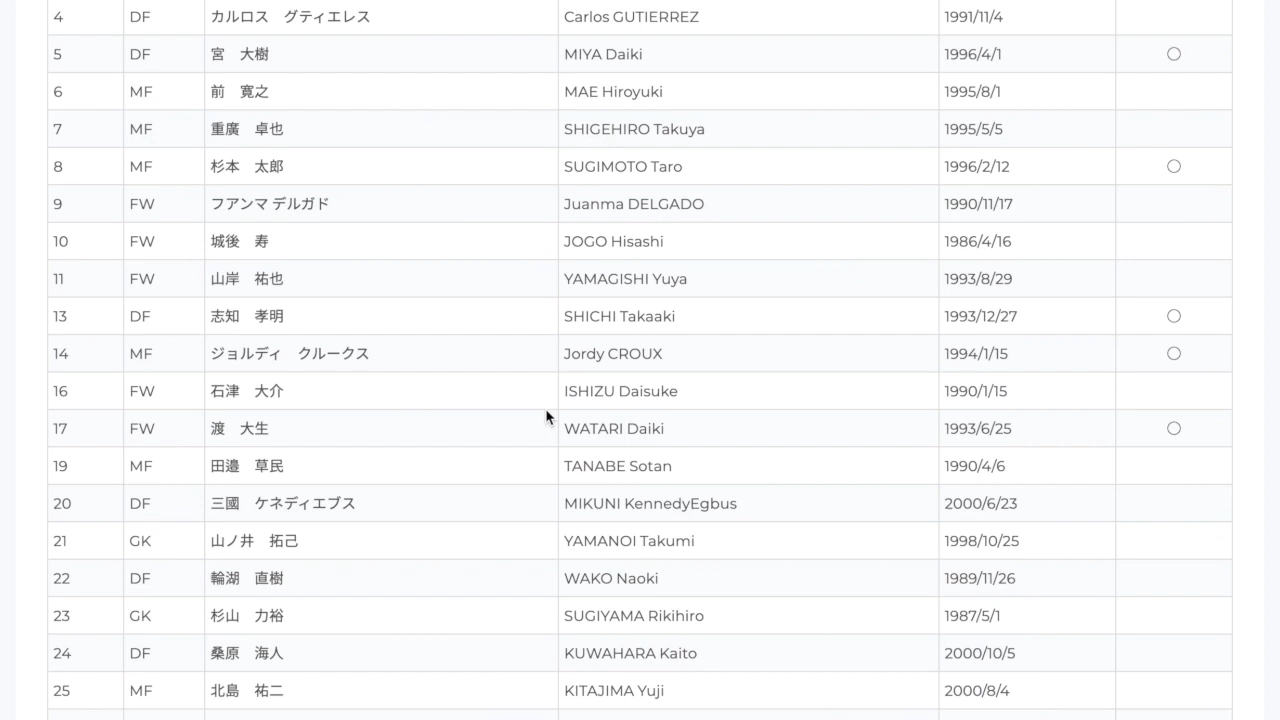 4 DF カルロス　グティエレス Carlos GUTIERREZ 1991/11/4
5 DF 宮　大樹 MIYA Daiki 1996/4/1 ○
6 MF 前　寛之 MAE Hiroyuki 1995/8/1
7 MF 重廣　卓也 SHIGEHIRO Takuya 1995/5/5
8 MF 杉本　太郎 SUGIMOTO Taro 1996/2/12 ○
9 FW フアンマ デルガド Juanma DELGADO 1990/11/17
10 FW 城後　寿 JOGO Hisashi 1986/4/16
11 FW 山岸　祐也 YAMAGISHI Yuya 1993/8/29
13 DF 志知　孝明 SHICHI Takaaki 1993/12/27 ○
14 MF ジョルディ　クルークス Jordy CROUX 1994/1/15 ○
16 FW 石津　大介 ISHIZU Daisuke 1990/1/15
17 FW 渡　大生 WATARI Daiki 1993/6/25 ○
19 MF 田邉　草民 TANABE Sotan 1990/4/6
20 DF 三國　ケネディエブス MIKUNI KennedyEgbus 2000/6/23
21 GK 山ノ井　拓己 YAMANOI Takumi 1998/10/25
22 DF 輪湖　直樹 WAKO Naoki 1989/11/26
23 GK 杉山　力裕 SUGIYAMA Rikihiro 1987/5/1
24 DF 桑原　海人 KUWAHARA Kaito 2000/10/5
25 MF 北島　祐二 KITAJIMA Yuji 2000/8/4